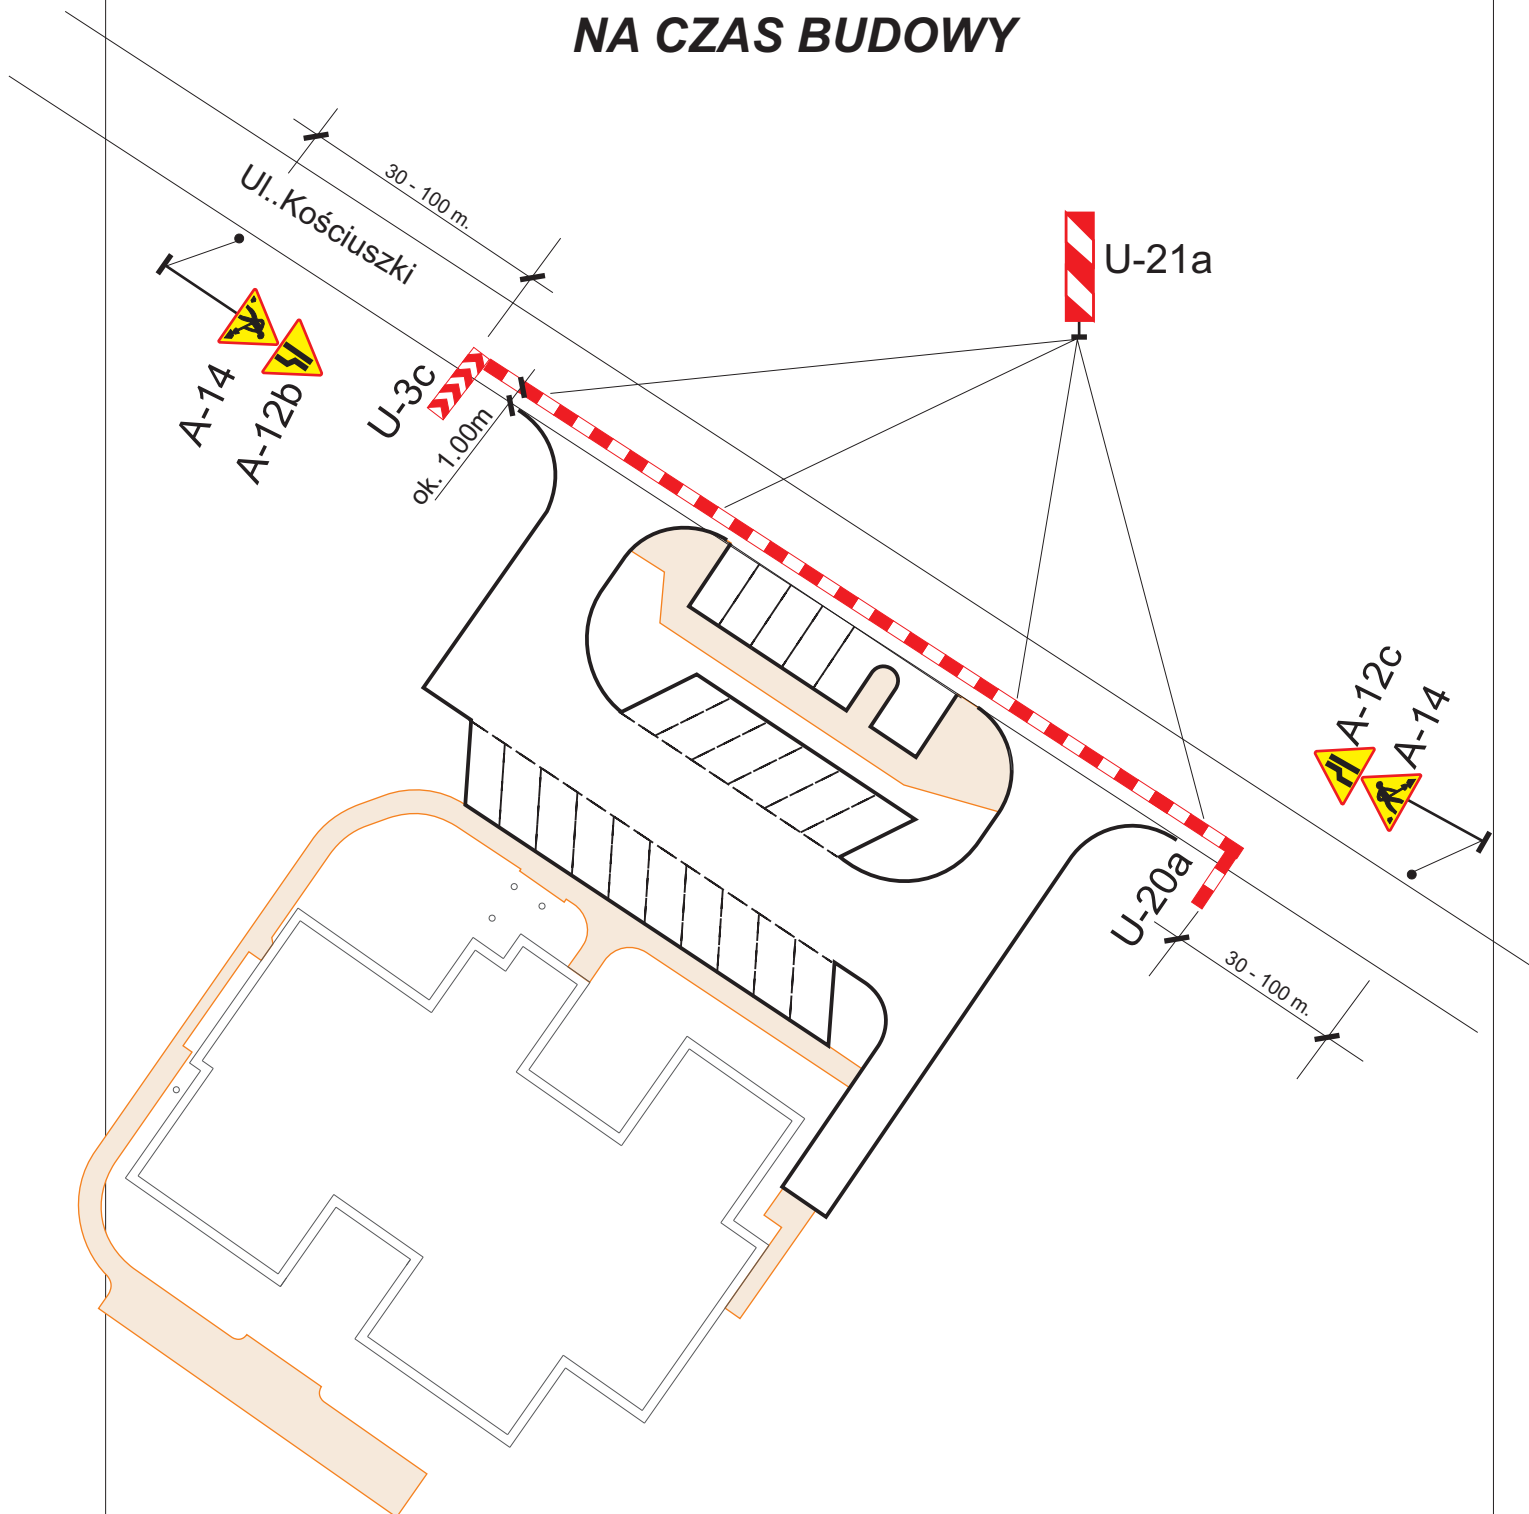 NA CZAS BUDOWY
30 - 100 m.
Ul..Kościuszki
U-21a
U-3c
A-14
A-12b
ok. 1.00m
A-12c
A-14
U-20a
30 - 100 m.